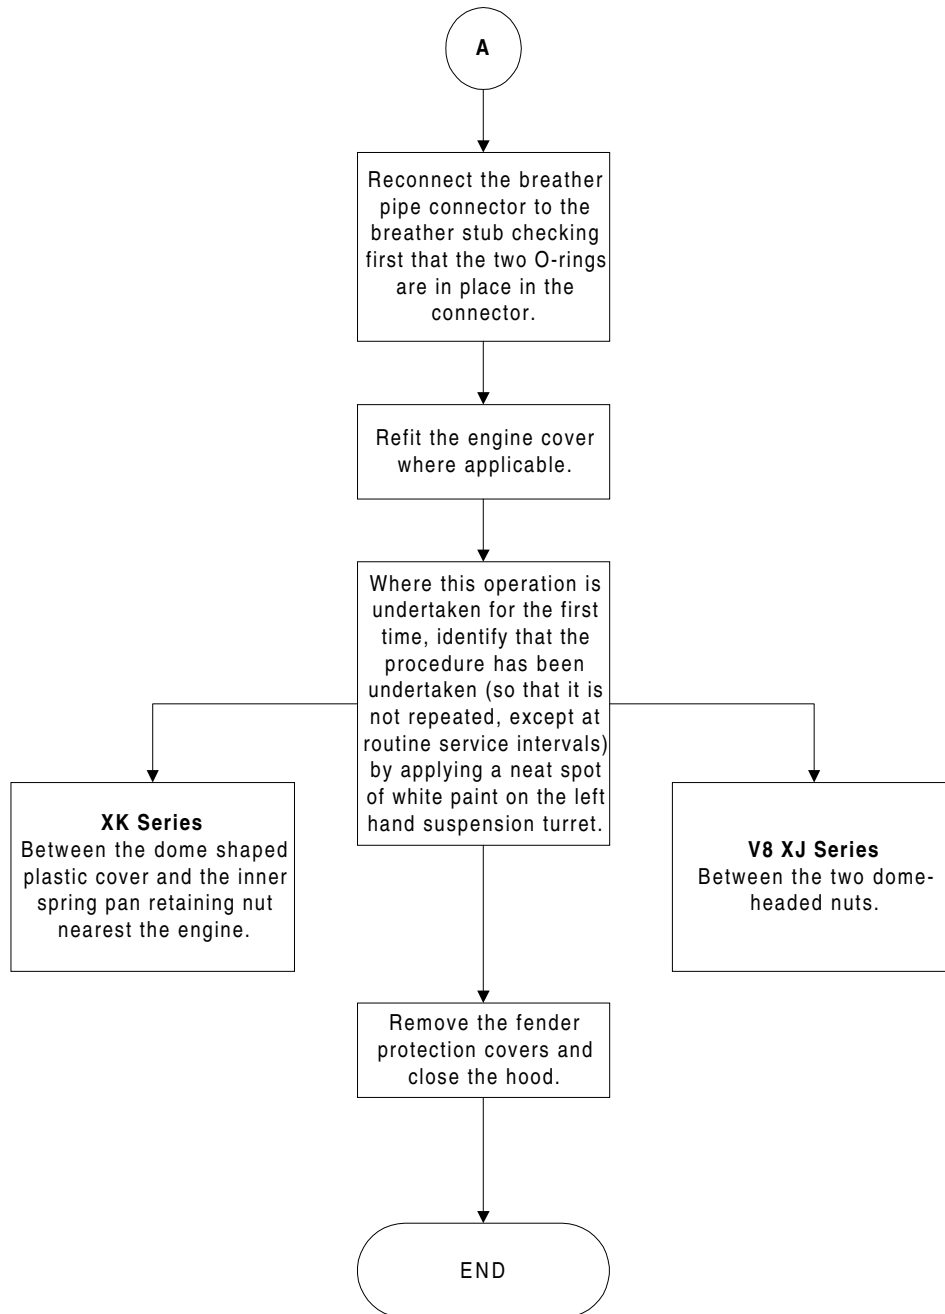 A
Reconnect the breather
pipe connector to the
breather stub checking
first that the two O-rings
are in place in the
connector.
Refit the engine cover
where applicable.
Where this operation is
undertaken for the first
time, identify that the
procedure has been
undertaken (so that it is
not repeated, except at
routine service intervals)
by applying a neat spot
of white paint on the left
hand suspension turret.
XK Series
Between the dome shaped
plastic cover and the inner
spring pan retaining nut
nearest the engine.
V8 XJ Series
Between the two dome-
headed nuts.
Remove the fender
protection covers and
close the hood.
END